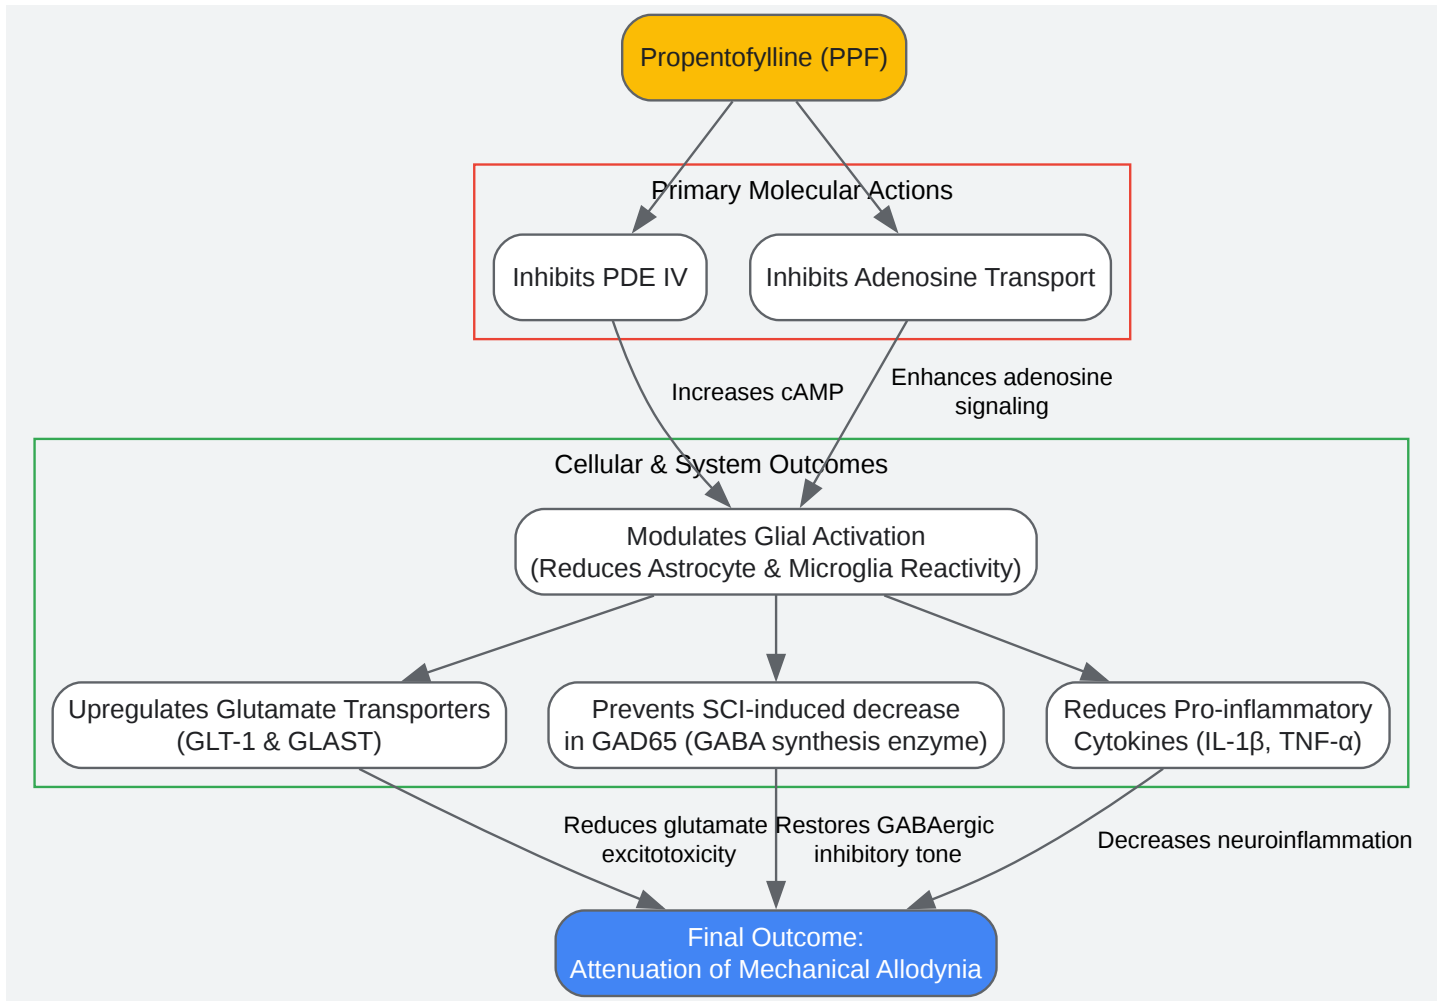 Propentofylline (PPF)
Primary Molecular Actions
Inhibits PDE IV
Inhibits Adenosine Transport
Increases cAMP
Enhances adenosine
signaling
Cellular & System Outcomes
Modulates Glial Activation
(Reduces Astrocyte & Microglia Reactivity)
Upregulates Glutamate Transporters
(GLT-1 & GLAST)
Prevents SCI-induced decrease
in GAD65 (GABA synthesis enzyme)
Reduces Pro-inflammatory
Cytokines (IL-1β, TNF-α)
Reduces glutamate
excitotoxicity
Restores GABAergic
inhibitory tone
Decreases neuroinflammation
Final Outcome:
Attenuation of Mechanical Allodynia